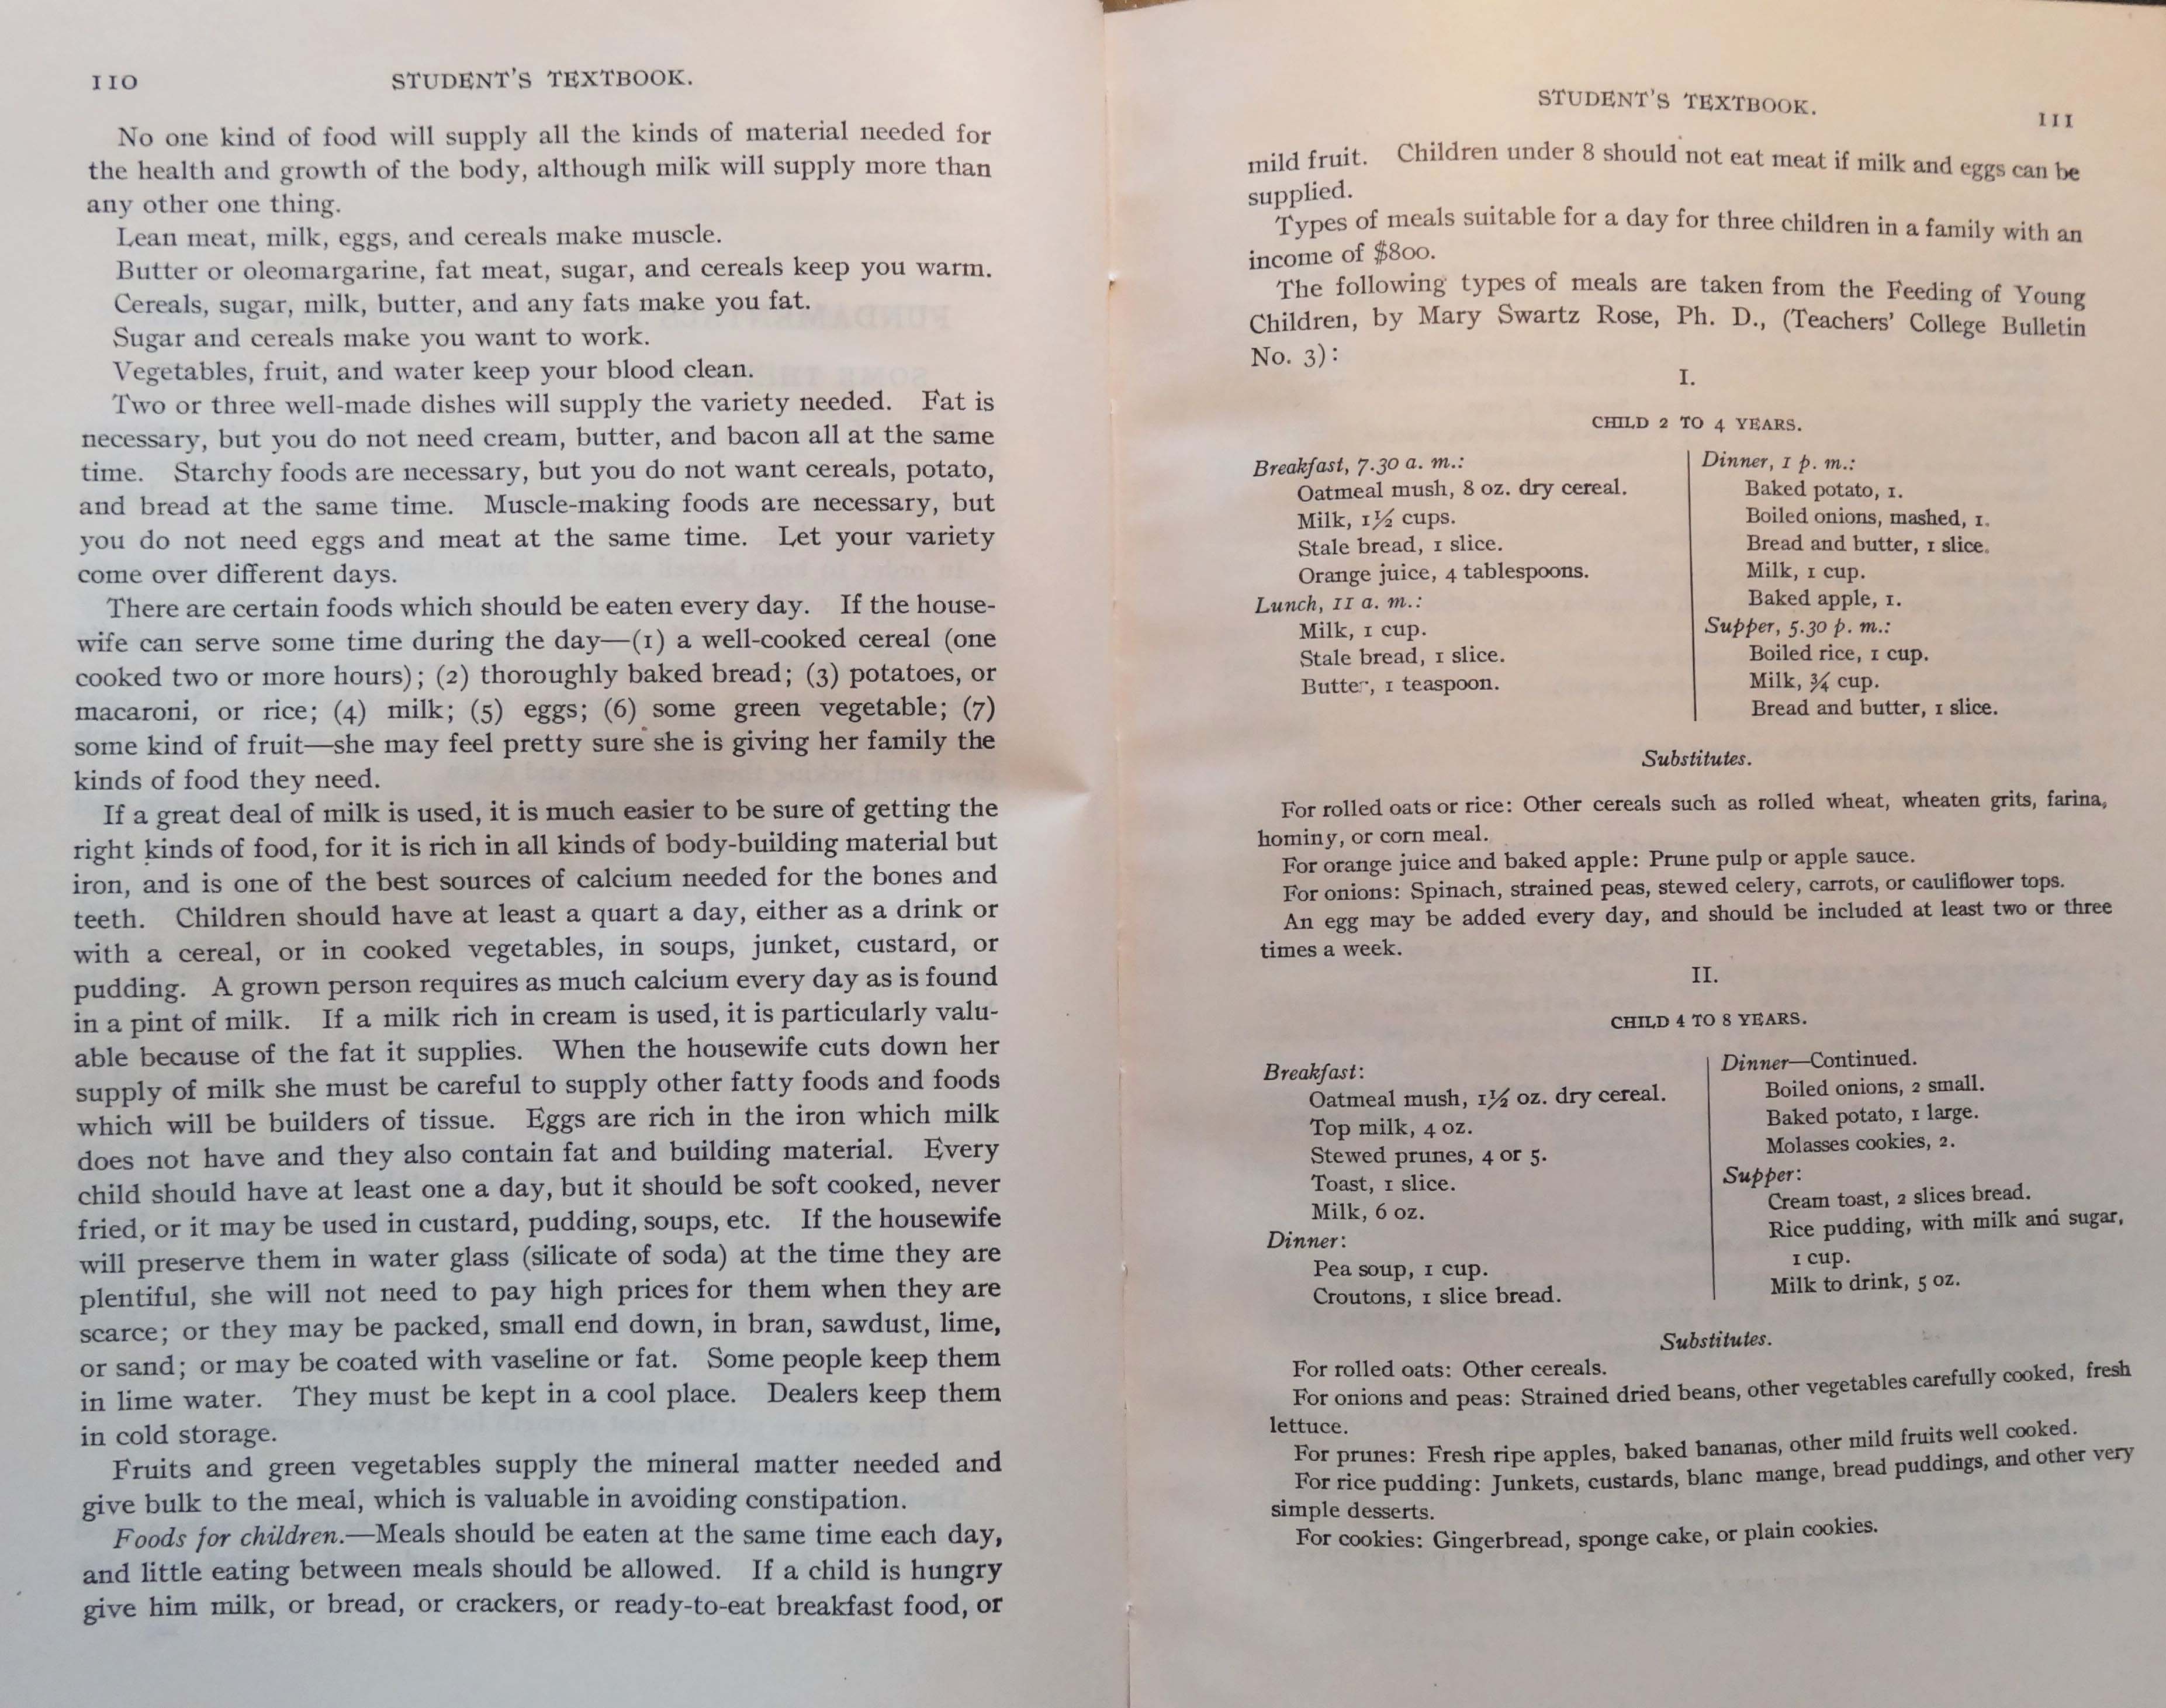 110 STUDENT'S TEXTBOOK.
No one kind of food will supply all the kinds of material needed for
the health and growth of the body, although milk will supply more than
any other one thing.
Lean meat, milk, eggs, and cereals make muscle.
Butter or oleomargarine, fat meat, sugar, and cereals keep you warm.
Cereals, sugar, milk, butter, and any fats make you fat.
Sugar and cereals make you want to work.
Vegetables, fruit, and water keep your blood clean.
Two or three well-made dishes will supply the variety needed. Fat is
necessary, but you do not need cream, butter, and bacon all at the same
time. Starchy foods are necessary, but you do not want cereals, potato,
and bread at the same time. Muscle-making foods are necessary, but
you do not need eggs and meat at the same time. Let your variety
come over different days.
There are certain foods which should be eaten every day. If the house-
wife can serve some time during the day—(1) a well-cooked cereal (one
cooked two or more hours); (2) thoroughly baked bread; (3) potatoes, or
macaroni, or rice; (4) milk; (5) eggs; (6) some green vegetable; (7)
some kind of fruit—she may feel pretty sure she is giving her family the
kinds of food they need.
If a great deal of milk is used, it is much easier to be sure of getting the
right kinds of food, for it is rich in all kinds of body-building material but
iron, and is one of the best sources of calcium needed for the bones and
teeth. Children should have at least a quart a day, either as a drink or
with a cereal, or in cooked vegetables, in soups, junket, custard, or
pudding. A grown person requires as much calcium every day as is found
in a pint of milk. If a milk rich in cream is used, it is particularly valu-
able because of the fat it supplies. When the housewife cuts down her
supply of milk she must be careful to supply other fatty foods and foods
which will be builders of tissue. Eggs are rich in the iron which milk
does not have and they also contain fat and building material. Every
child should have at least one a day, but it should be soft cooked, never
fried, or it may be used in custard, pudding, soups, etc. If the housewife
will preserve them in water glass (silicate of soda) at the time they are
plentiful, she will not need to pay high prices for them when they are
scarce; or they may be packed, small end down, in bran, sawdust, lime,
or sand; or may be coated with vaseline or fat. Some people keep them
in lime water. They must be kept in a cool place. Dealers keep them
in cold storage.
Fruits and green vegetables supply the mineral matter needed and
give bulk to the meal, which is valuable in avoiding constipation.
Foods for children.—Meals should be eaten at the same time each day,
and little eating between meals should be allowed. If a child is hungry
give him milk, or bread, or crackers, or ready-to-eat breakfast food, or
STUDENT'S TEXTBOOK. 111
mild fruit. Children under 8 should not eat meat if milk and eggs can be
supplied.
Types of meals suitable for a day for three children in a family with an
income of $800.
The following types of meals are taken from the Feeding of Young
Children, by Mary Swartz Rose, Ph. D., (Teachers' College Bulletin
No. 3):
I.
CHILD 2 TO 4 YEARS.
Breakfast, 7.30 a. m.:
Oatmeal mush, 8 oz. dry cereal.
Milk, 1½ cups.
Stale bread, 1 slice.
Orange juice, 4 tablespoons.
Lunch, 11 a. m.:
Milk, 1 cup.
Stale bread, 1 slice.
Butter, 1 teaspoon.
Dinner, 1 p. m.:
Baked potato, 1.
Boiled onions, mashed, 1.
Bread and butter, 1 slice.
Milk, 1 cup.
Baked apple, 1.
Supper, 5.30 p. m.:
Boiled rice, 1 cup.
Milk, ¾ cup.
Bread and butter, 1 slice.
Substitutes.
For rolled oats or rice: Other cereals such as rolled wheat, wheaten grits, farina,
hominy, or corn meal.
For orange juice and baked apple: Prune pulp or apple sauce.
For onions: Spinach, strained peas, stewed celery, carrots, or cauliflower tops.
An egg may be added every day, and should be included at least two or three
times a week.
II.
CHILD 4 TO 8 YEARS.
Breakfast:
Oatmeal mush, 1½ oz. dry cereal.
Top milk, 4 oz.
Stewed prunes, 4 or 5.
Toast, 1 slice.
Milk, 6 oz.
Dinner:
Pea soup, 1 cup.
Croutons, 1 slice bread.
Dinner—Continued.
Boiled onions, 2 small.
Baked potato, 1 large.
Molasses cookies, 2.
Supper:
Cream toast, 2 slices bread.
Rice pudding, with milk and sugar,
1 cup.
Milk to drink, 5 oz.
Substitutes.
For rolled oats: Other cereals.
For onions and peas: Strained dried beans, other vegetables carefully cooked, fresh
lettuce.
For prunes: Fresh ripe apples, baked bananas, other mild fruits well cooked.
For rice pudding: Junkets, custards, blanc mange, bread puddings, and other very
simple desserts.
For cookies: Gingerbread, sponge cake, or plain cookies.